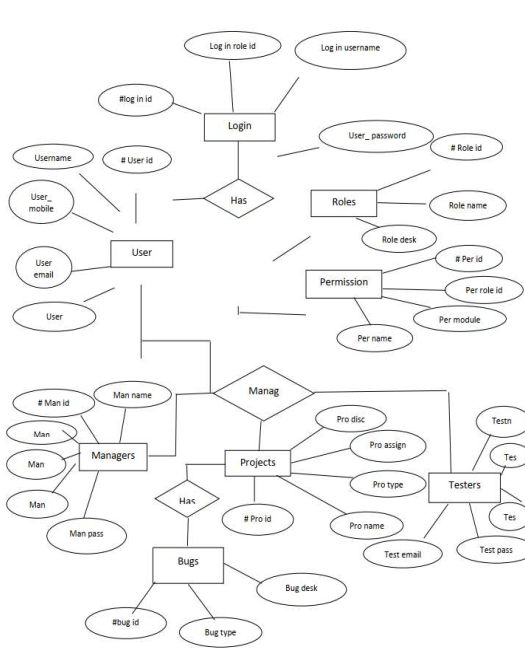 Log in role id
Log in username
#log in id
Login
User_ password
# Role id
Username
# User id
User_
mobile
Has
Roles
Role name
Role desk
User
# Per id
User
email
Permission
Per role id
User
Per module
Per name
Manag
# Man id
Man name
Pro disc
Testn
Man
Pro assign
Tes
Managers
Man
Projects
Pro type
Testers
Man
Has
# Pro id
Pro name
Tes
Man pass
Test email
Test pass
Bugs
Bug desk
#bug id
Bug type